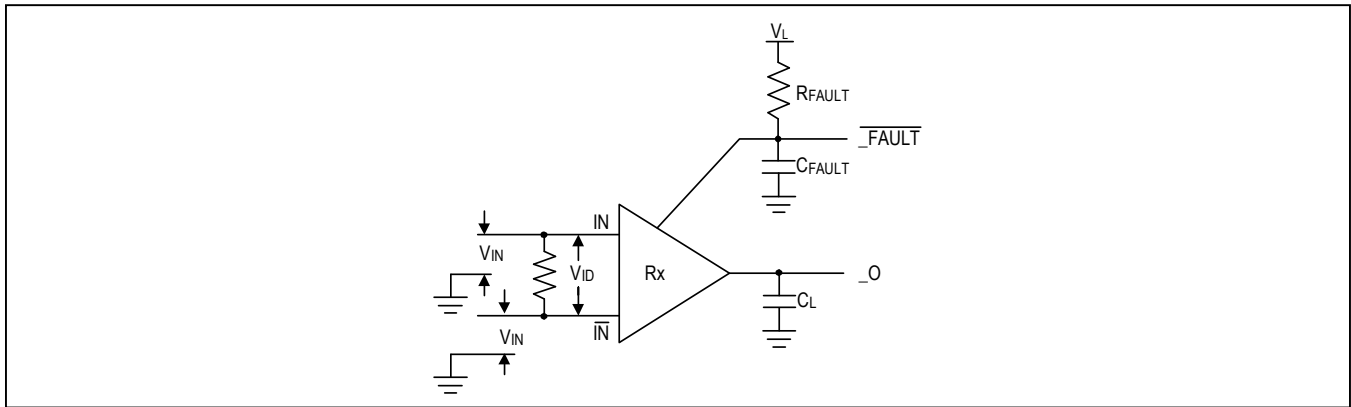 VL
RFAULT
_FAULT
CFAULT
IN
VIN
VID
Rx
_O
CL
IN
VIN